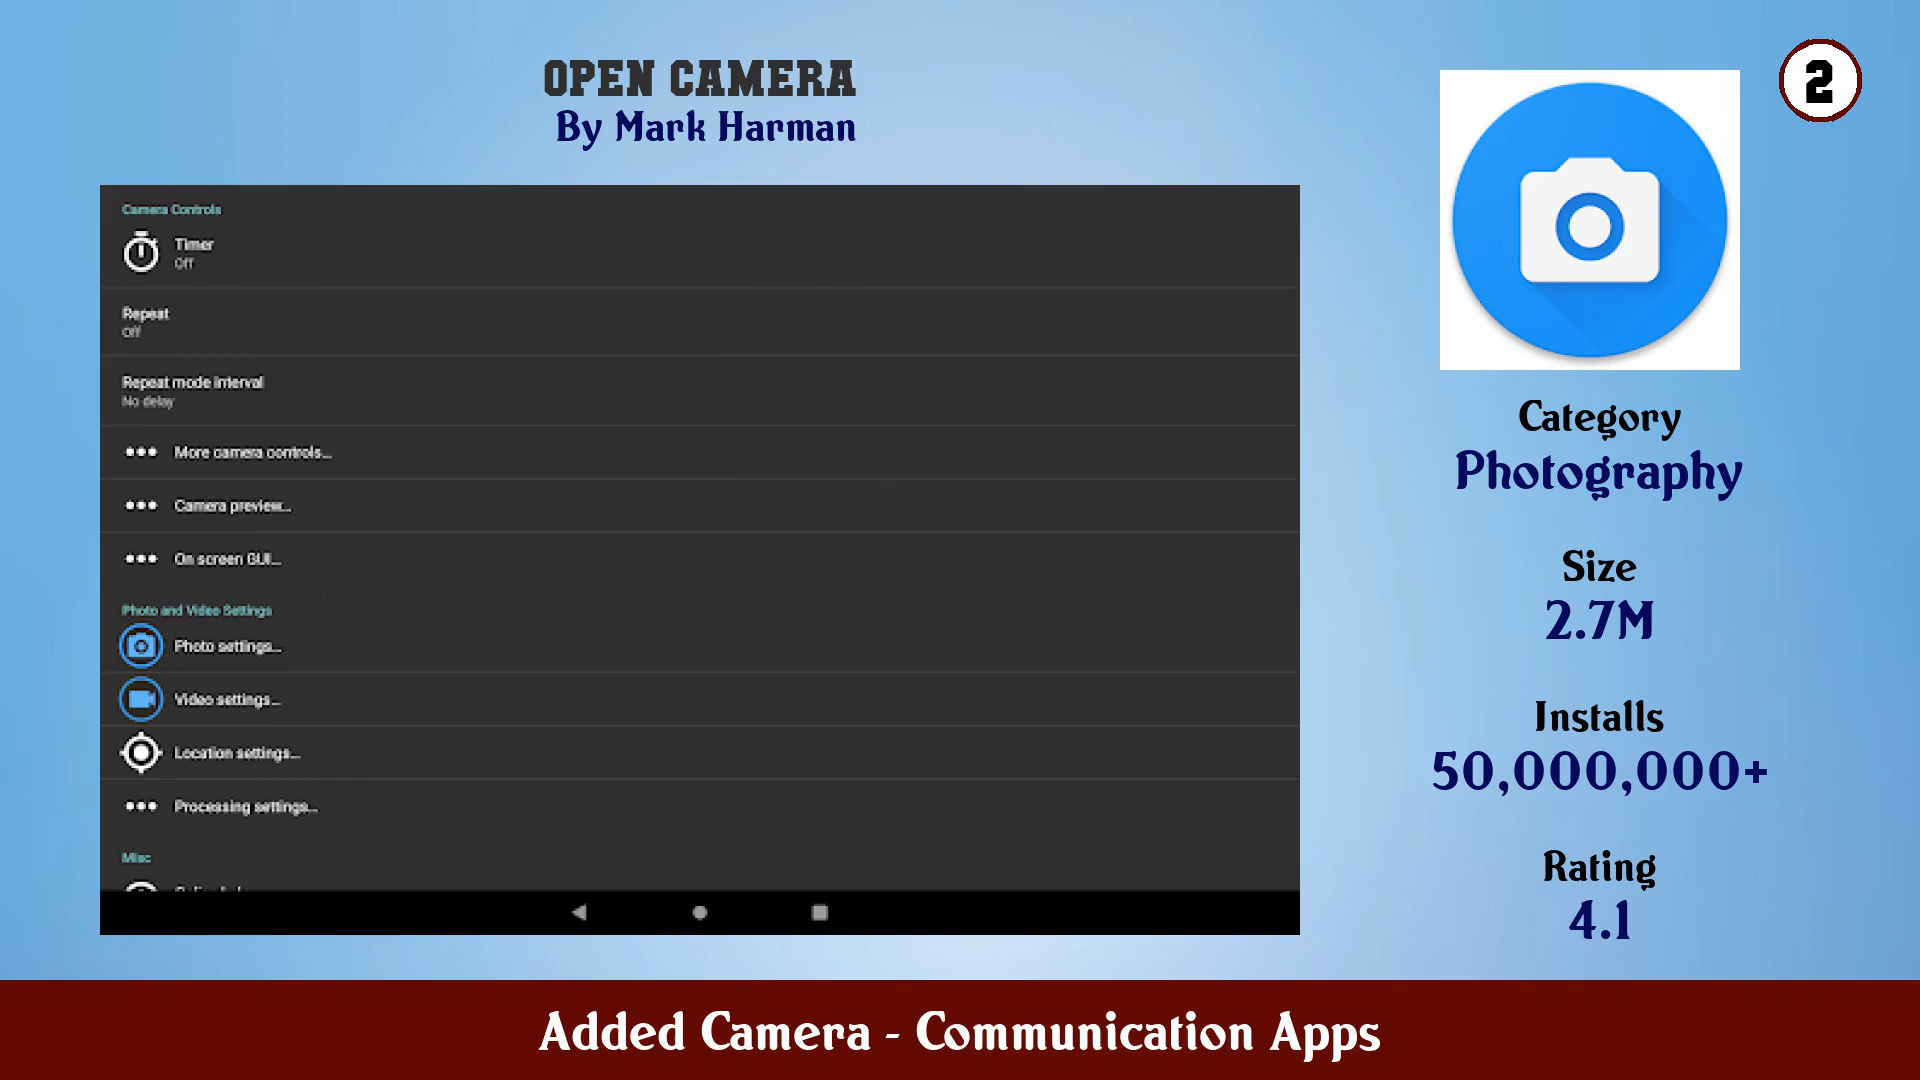 OPEN CAMERA
By Mark Harman
2
Camera Controls
Timer
Off
Repeat
Off
Repeat mode interval
No delay
More camera controls...
Camera preview...
On screen GUI...
Photo and Video Settings
Photo settings...
Video settings...
Location settings...
Processing settings...
Misc
Category
Photography
Size
2.7M
Installs
50,000,000+
Rating
4.1
Added Camera - Communication Apps